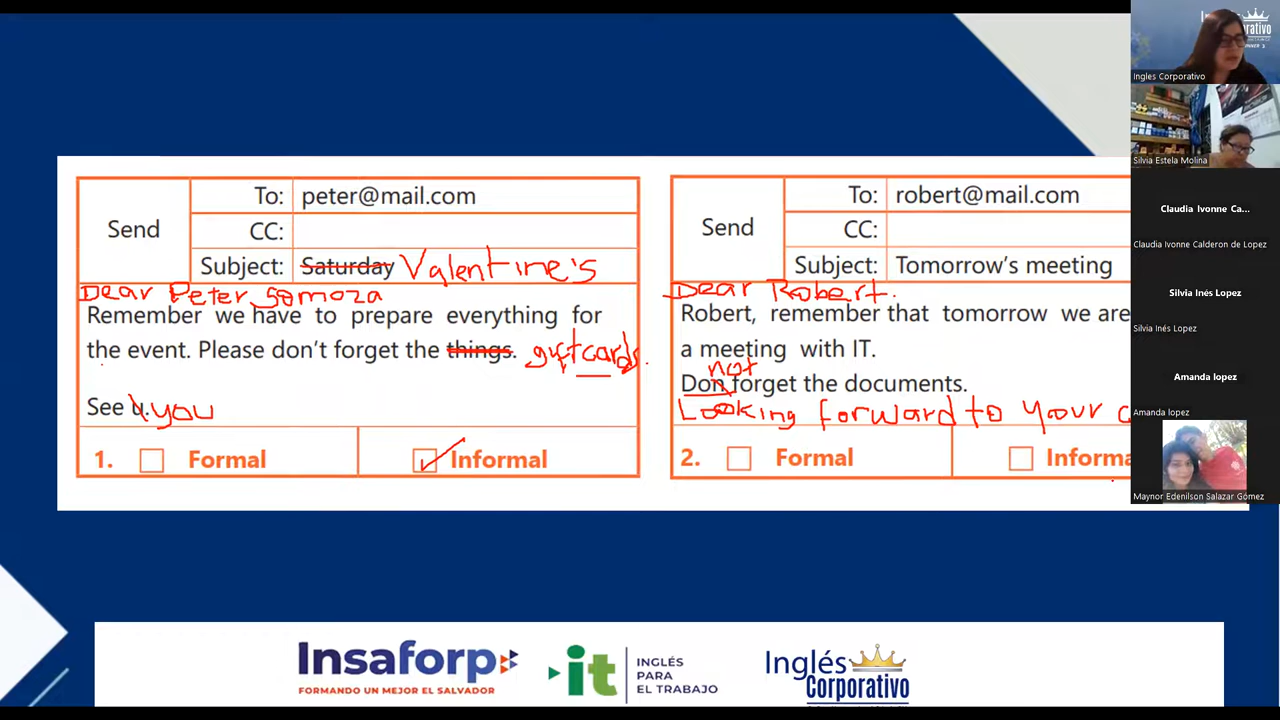 Send
To: peter@mail.com
CC:
Subject: Saturday Valentine's
Dear Peter Somoza
Remember we have to prepare everything for
the event. Please don't forget the things. giftcards.
See u. you
1. Formal Informal
Send
To: robert@mail.com
CC:
Subject: Tomorrow's meeting
Dear Robert.
Robert, remember that tomorrow we are
a meeting with IT.
not
Don forget the documents.
Looking forward to your
2. Formal Informa
Ingles Corporativo
Silvia Estela Molina
Claudia Ivonne Ca...
Claudia Ivonne Calderon de Lopez
Silvia Inés Lopez
Silvia Inés Lopez
Amanda lopez
Amanda lopez
Maynor Edenilson Salazar Gómez
Insaforp
FORMANDO UN MEJOR EL SALVADOR
it
INGLÉS
PARA
EL TRABAJO
Inglés
Corporativo